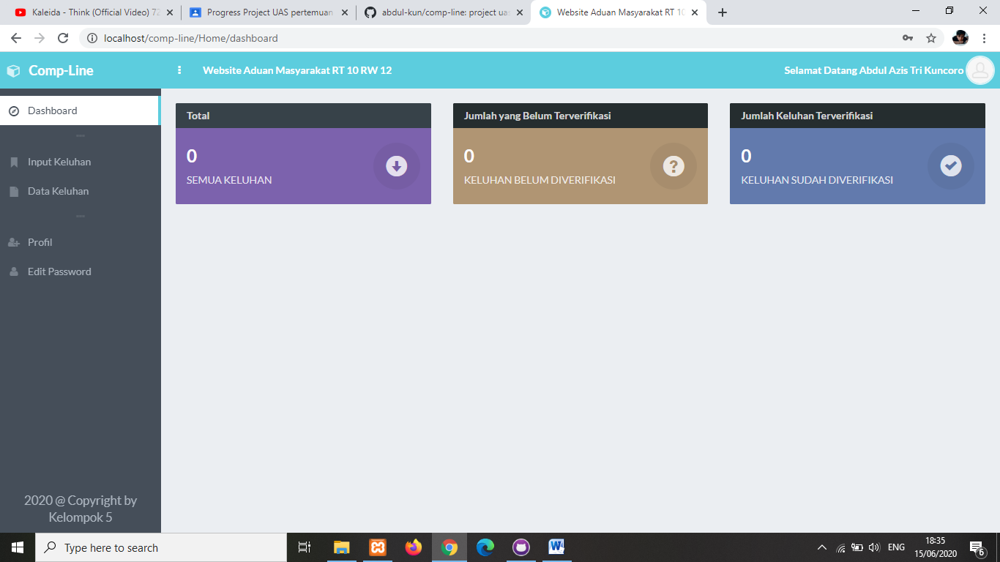 Kaleida - Think (Official Video) 72
Progress Project UAS pertemuan
abdul-kun/comp-line: project uas
Website Aduan Masyarakat RT 10
localhost/comp-line/Home/dashboard
Comp-Line
Website Aduan Masyarakat RT 10 RW 12
Selamat Datang Abdul Azis Tri Kuncoro
Dashboard
Input Keluhan
Data Keluhan
Profil
Edit Password
2020 @ Copyright by
Kelompok 5
Total
0
SEMUA KELUHAN
Jumlah yang Belum Terverifikasi
0
KELUHAN BELUM DIVERIFIKASI
Jumlah Keluhan Terverifikasi
0
KELUHAN SUDAH DIVERIFIKASI
Type here to search
ENG
18:35
15/06/2020
6